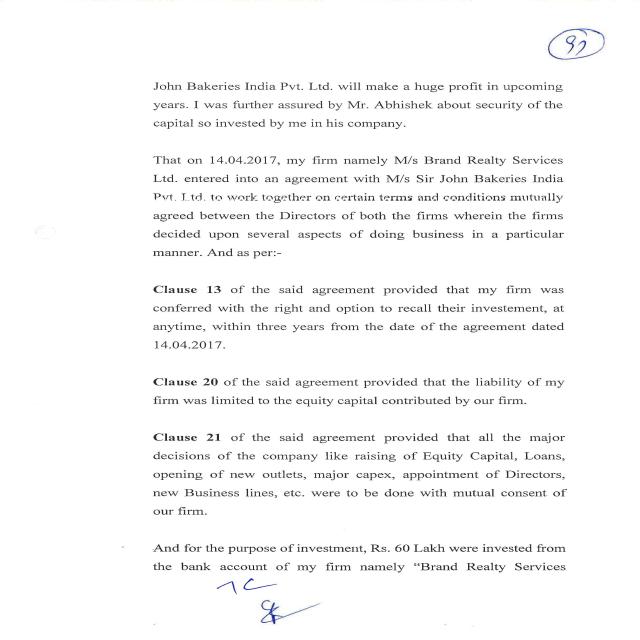 John Bakeries India Pvt. Ltd. will make a huge profit in upcoming
years. I was further assured by Mr. Abhishek about security of the
capital so invested by me in his company.
That on 14.04.2017, my firm namely M/s Brand Realty Services
Ltd. entered into an agreement with M/s Sir John Bakeries India
Pvt. Ltd. to work together on certain terms and conditions mutually
agreed between the Directors of both the firms wherein the firms
decided upon several aspects of doing business in a particular
manner. And as per:-
Clause 13 of the said agreement provided that my firm was
conferred with the right and option to recall their investement, at
anytime, within three years from the date of the agreement dated
14.04.2017.
Clause 20 of the said agreement provided that the liability of my
firm was limited to the equity capital contributed by our firm.
Clause 21 of the said agreement provided that all the major
decisions of the company like raising of Equity Capital, Loans,
opening of new outlets, major capex, appointment of Directors,
new Business lines, etc. were to be done with mutual consent of
our firm.
And for the purpose of investment, Rs. 60 Lakh were invested from
the bank account of my firm namely “Brand Realty Services
TC